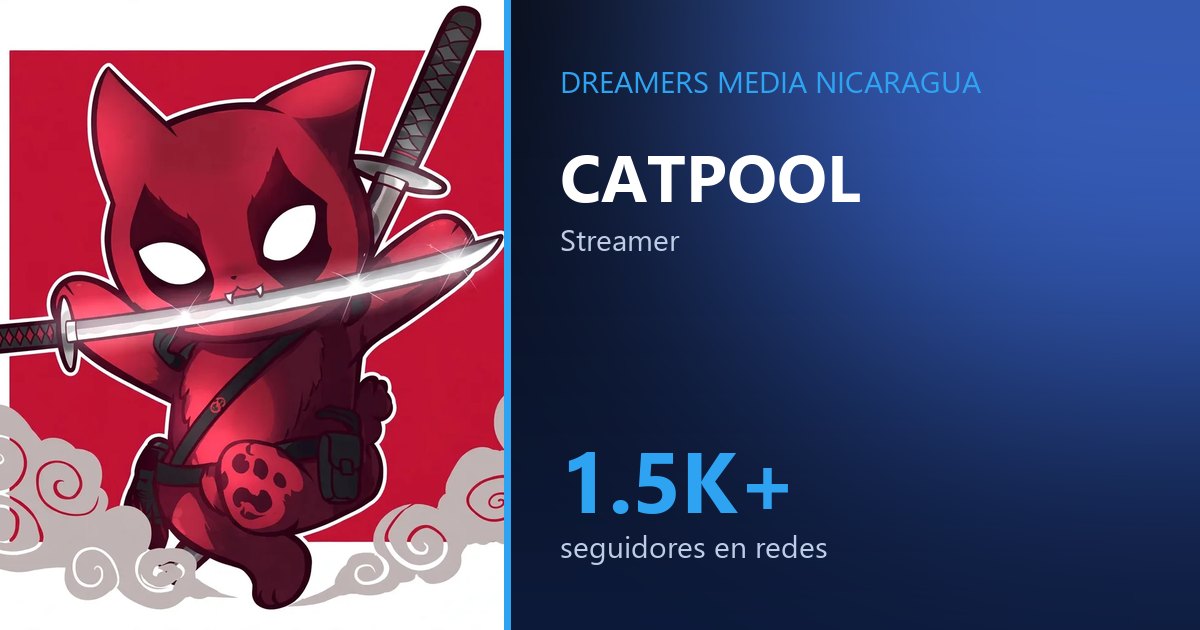 DREAMERS MEDIA NICARAGUA
CATPOOL
Streamer
1.5K+
seguidores en redes